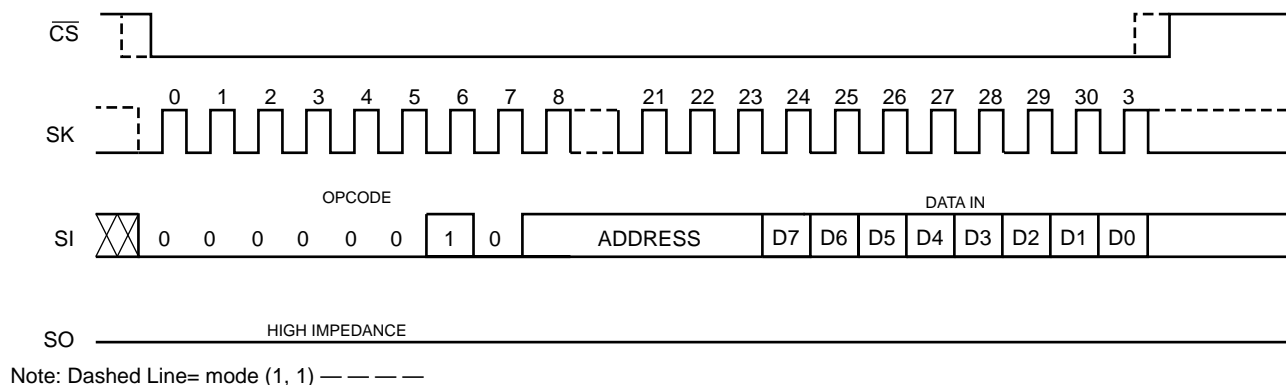 CS
0 1 2 3 4 5 6 7 8 21 22 23 24 25 26 27 28 29 30 3
SK
OPCODE
DATA IN
SI 0 0 0 0 0 0 1 0 ADDRESS D7 D6 D5 D4 D3 D2 D1 D0
HIGH IMPEDANCE
SO
Note: Dashed Line= mode (1, 1) — — — —